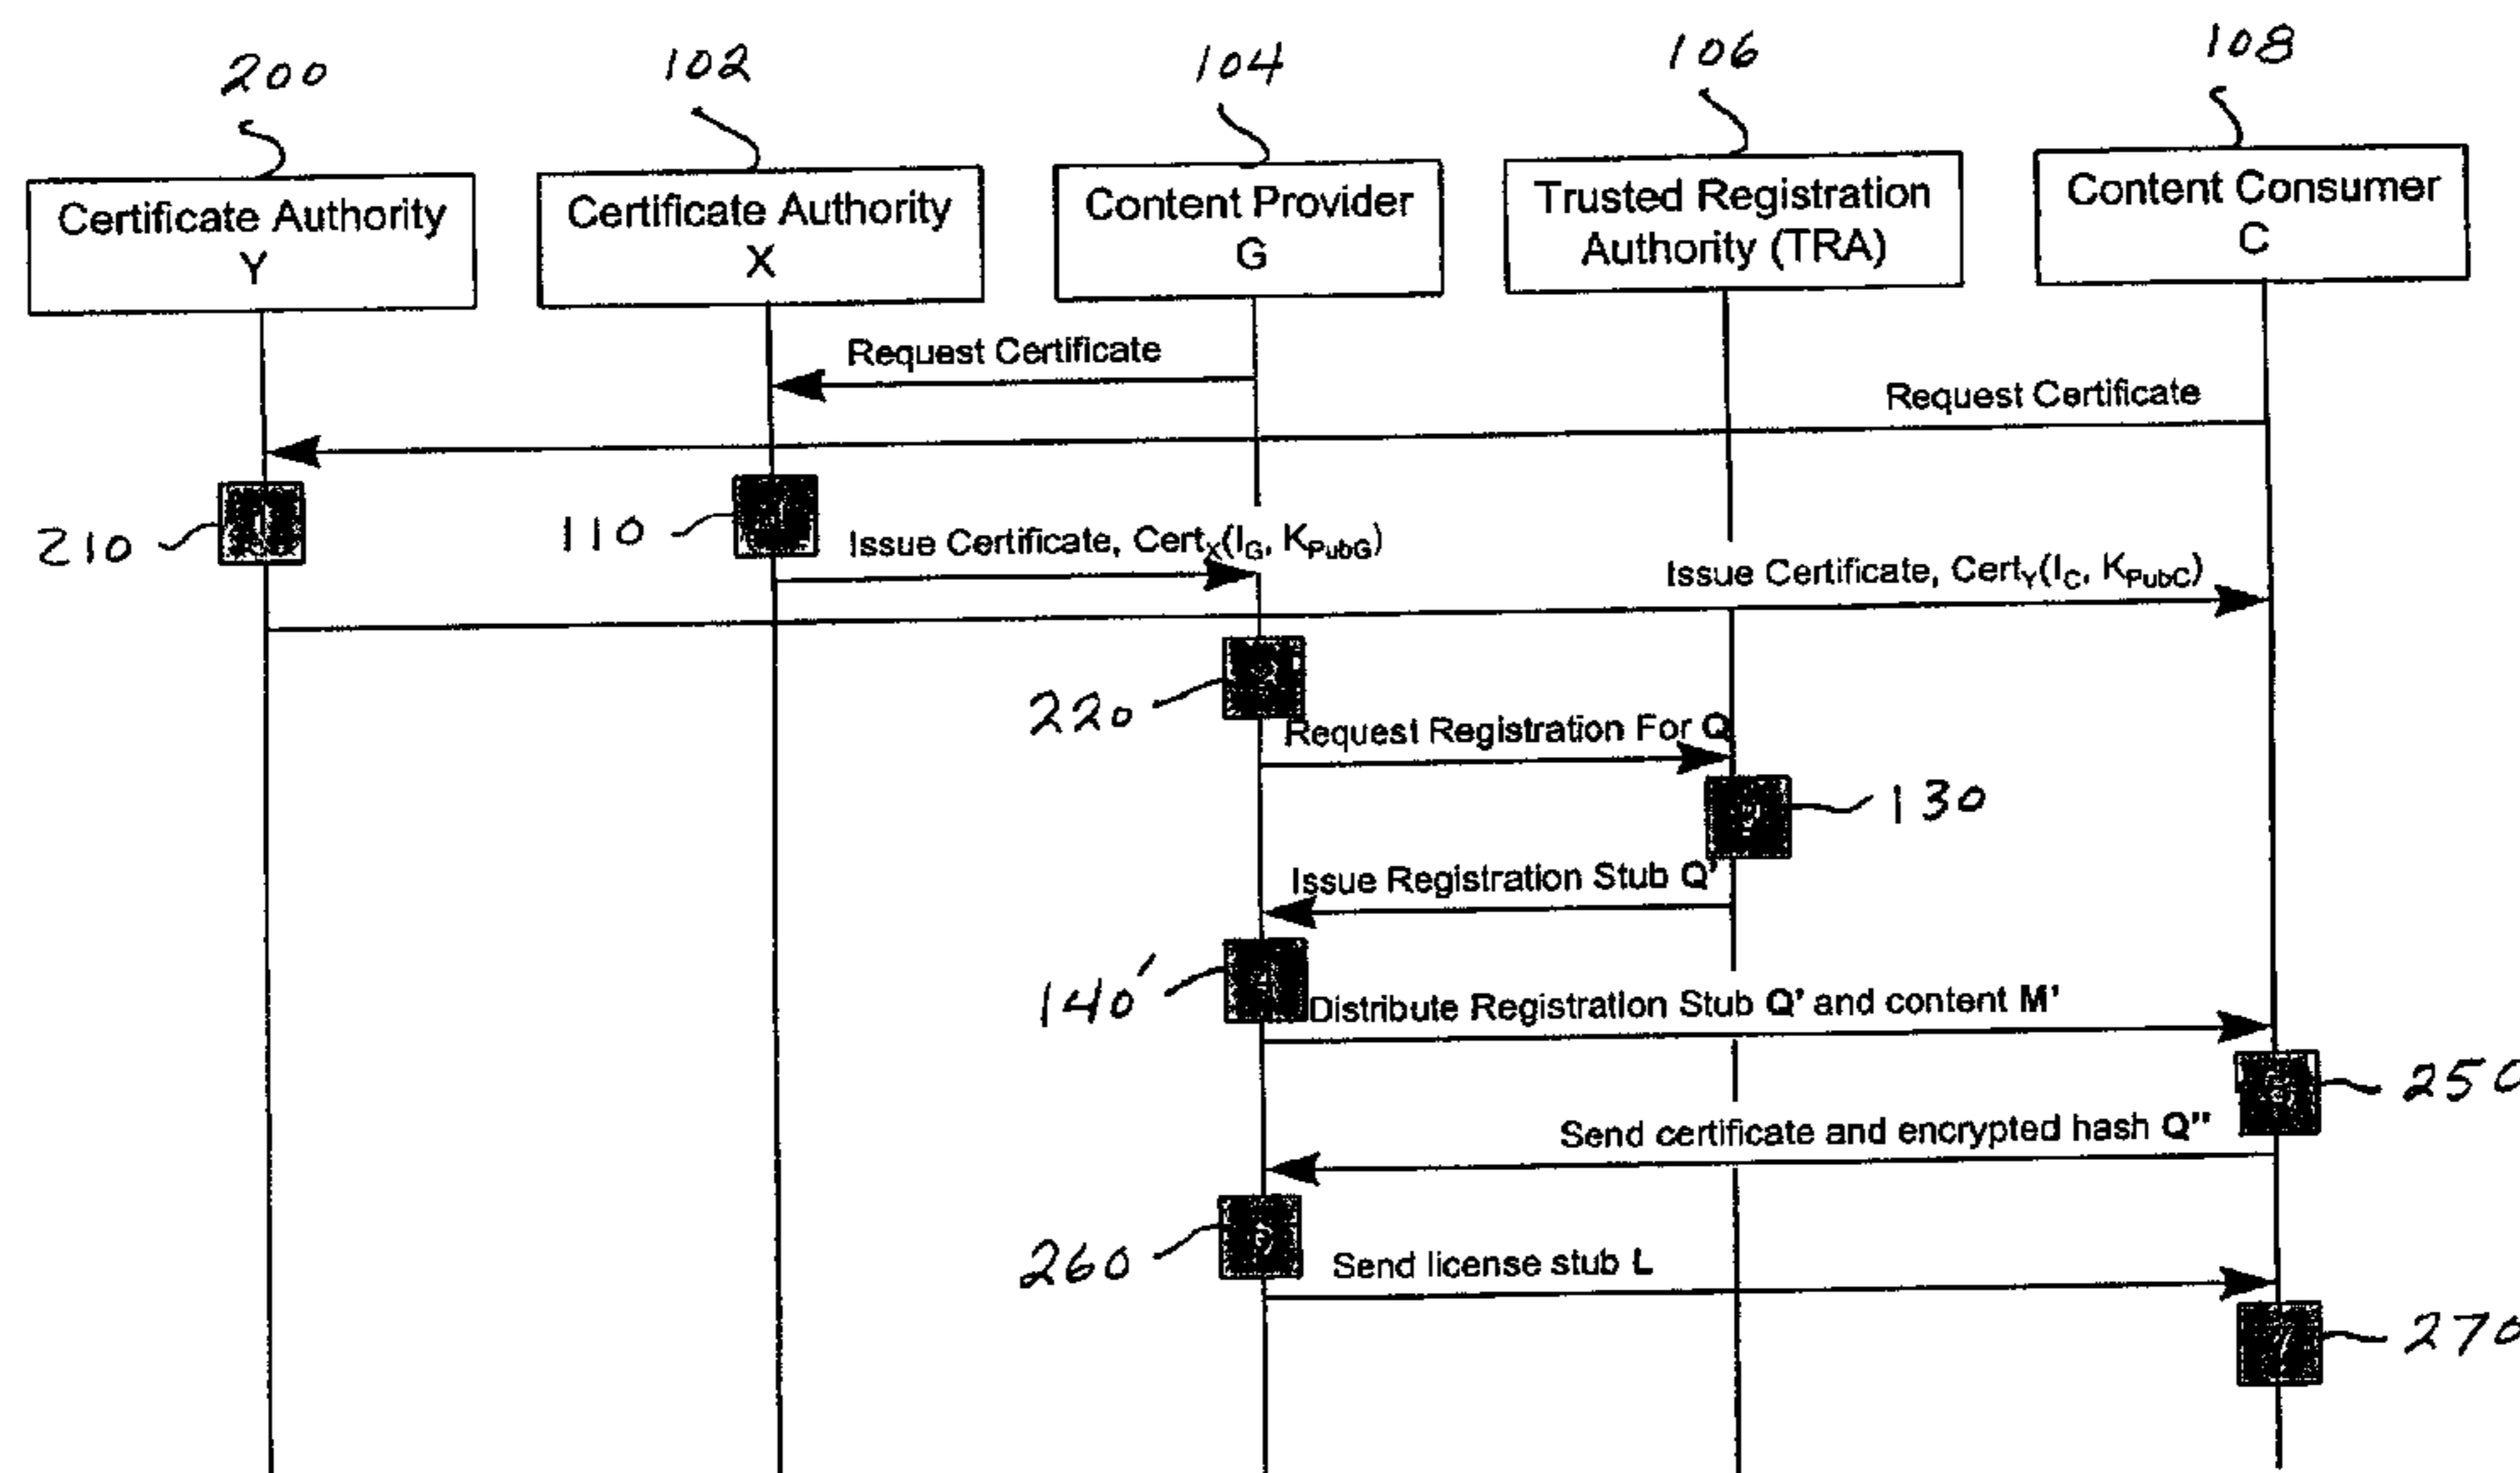 200
102
104
106
108
Certificate Authority
Y
Certificate Authority
X
Content Provider
G
Trusted Registration
Authority (TRA)
Content Consumer
C
Request Certificate
Request Certificate
210
110
Issue Certificate, CertX(IG, KPubG)
Issue Certificate, CertY(IC, KPubC)
220
Request Registration For Q
130
Issue Registration Stub Q'
140'
Distribute Registration Stub Q' and content M'
250
Send certificate and encrypted hash Q"
260
Send license stub L
270